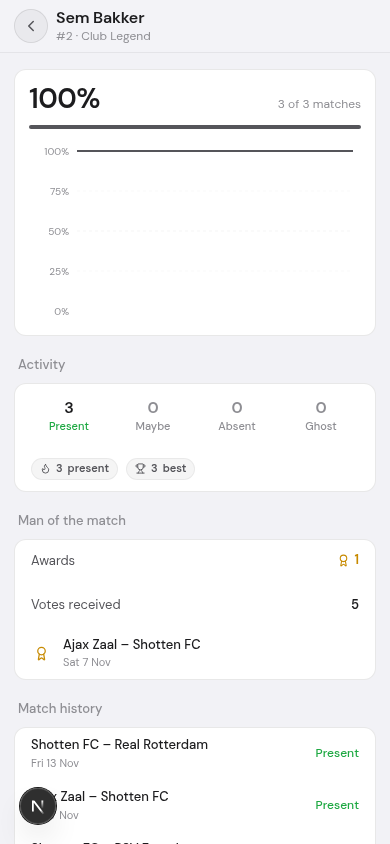 Sem Bakker
#2 · Club Legend
100%
3 of 3 matches
100%
75%
50%
25%
0%
Activity
3
Present
0
Maybe
0
Absent
0
Ghost
3 present
3 best
Man of the match
Awards
1
Votes received
5
Ajax Zaal – Shotten FC
Sat 7 Nov
Match history
Shotten FC – Real Rotterdam
Fri 13 Nov
Present
Zaal – Shotten FC
Nov
Present
N